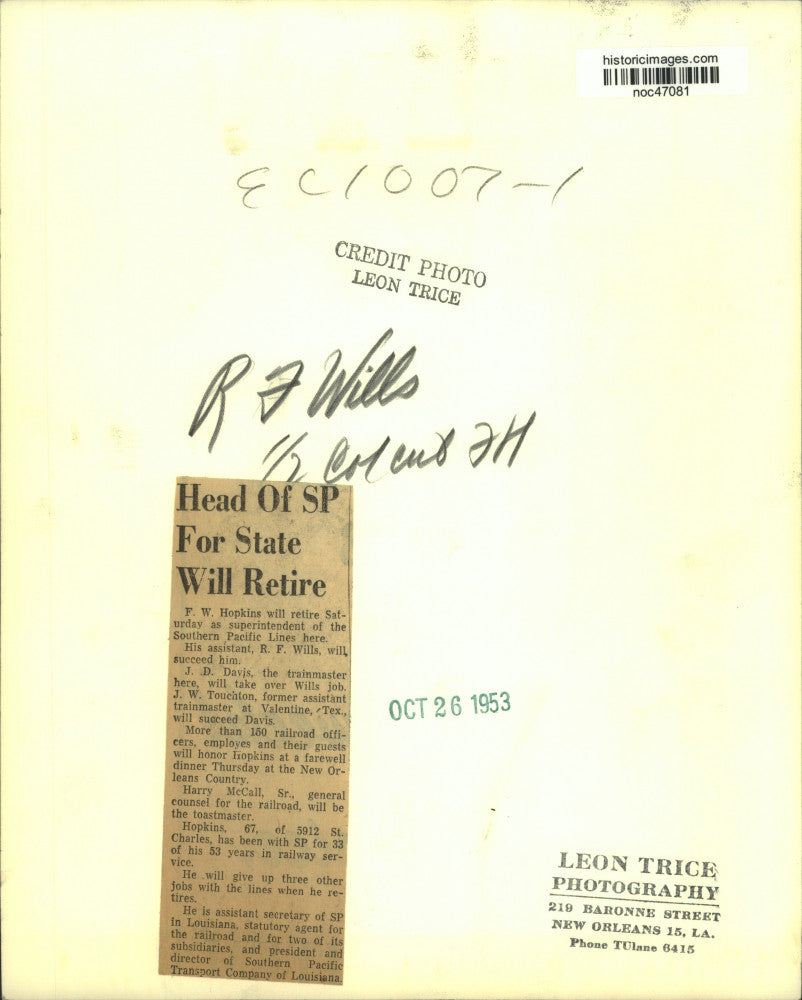 historicimages.com
noc47081
EC1007-1
CREDIT PHOTO
LEON TRICE
R F Wills
1/2 Col cut FH
Head Of SP
For State
Will Retire
F. W. Hopkins will retire Sat-
urday as superintendent of the
Southern Pacific Lines here.
His assistant, R. F. Wills, will
succeed him.
J. D. Davis, the trainmaster
here, will take over Wills job.
J. W. Touchton, former assistant
trainmaster at Valentine, Tex.,
will succeed Davis.
More than 150 railroad offi-
cers, employes and their guests
will honor Hopkins at a farewell
dinner Thursday at the New Or-
leans Country.
Harry McCall, Sr., general
counsel for the railroad, will be
the toastmaster.
Hopkins, 67, of 5912 St.
Charles, has been with SP for 33
of his 53 years in railway ser-
vice.
He will give up three other
jobs with the lines when he re-
tires.
He is assistant secretary of SP
in Louisiana, statutory agent for
the railroad and for two of its
subsidiaries, and president and
director of Southern Pacific
Transport Company of Louisiana.
OCT 26 1953
LEON TRICE
PHOTOGRAPHY
219 BARONNE STREET
NEW ORLEANS 15, LA.
Phone TUlane 6415